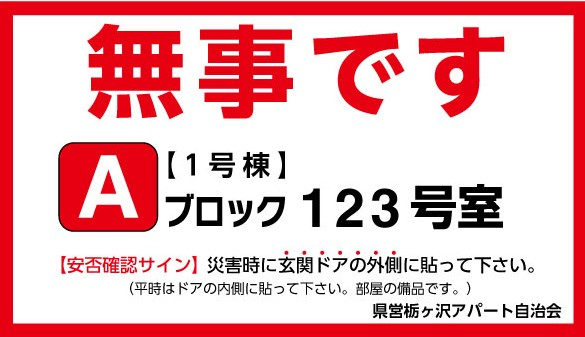 無事です
A
【1号棟】
ブロック 123号室
【安否確認サイン】災害時に玄関ドアの外側に貼って下さい。
（平時はドアの内側に貼って下さい。部屋の備品です。）
県営栃ヶ沢アパート自治会